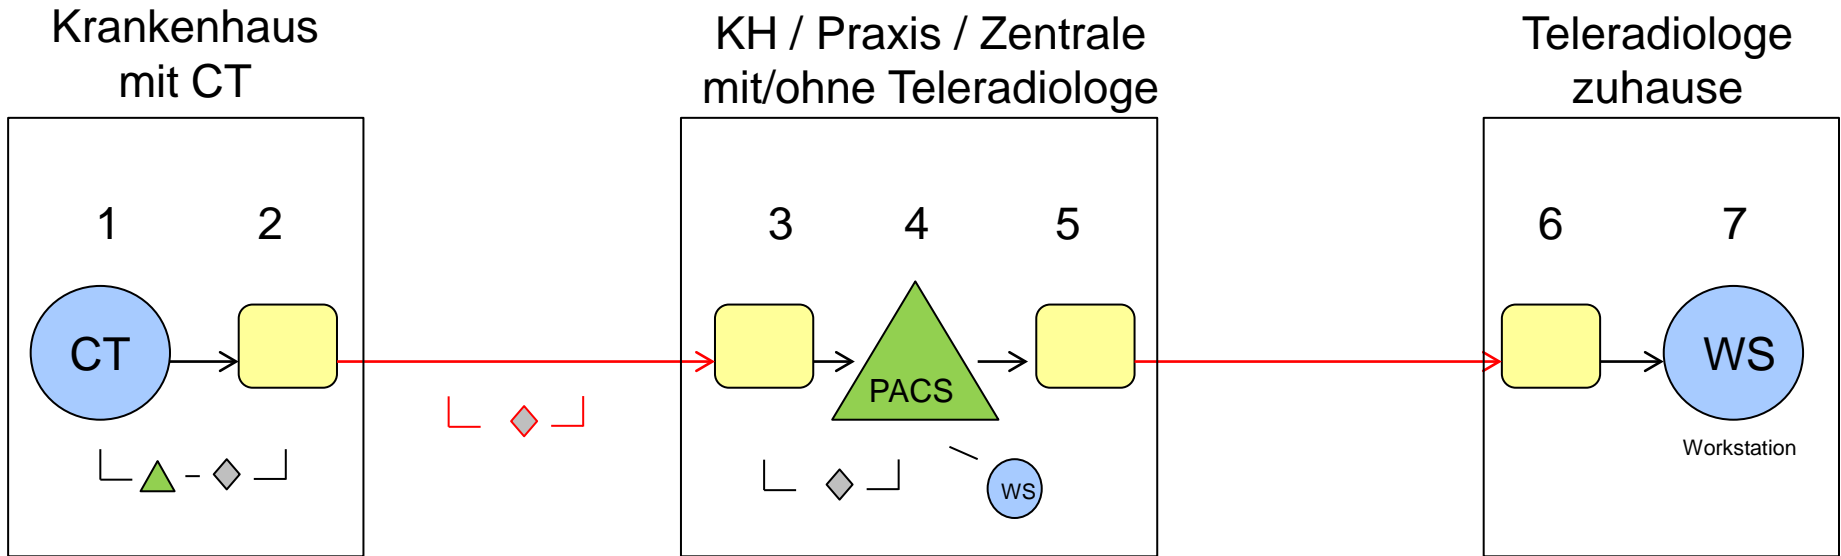 Krankenhaus
mit CT
KH / Praxis / Zentrale
mit/ohne Teleradiologe
Teleradiologe
zuhause
1
2
3
4
5
6
7
CT
PACS
WS
WS
Workstation